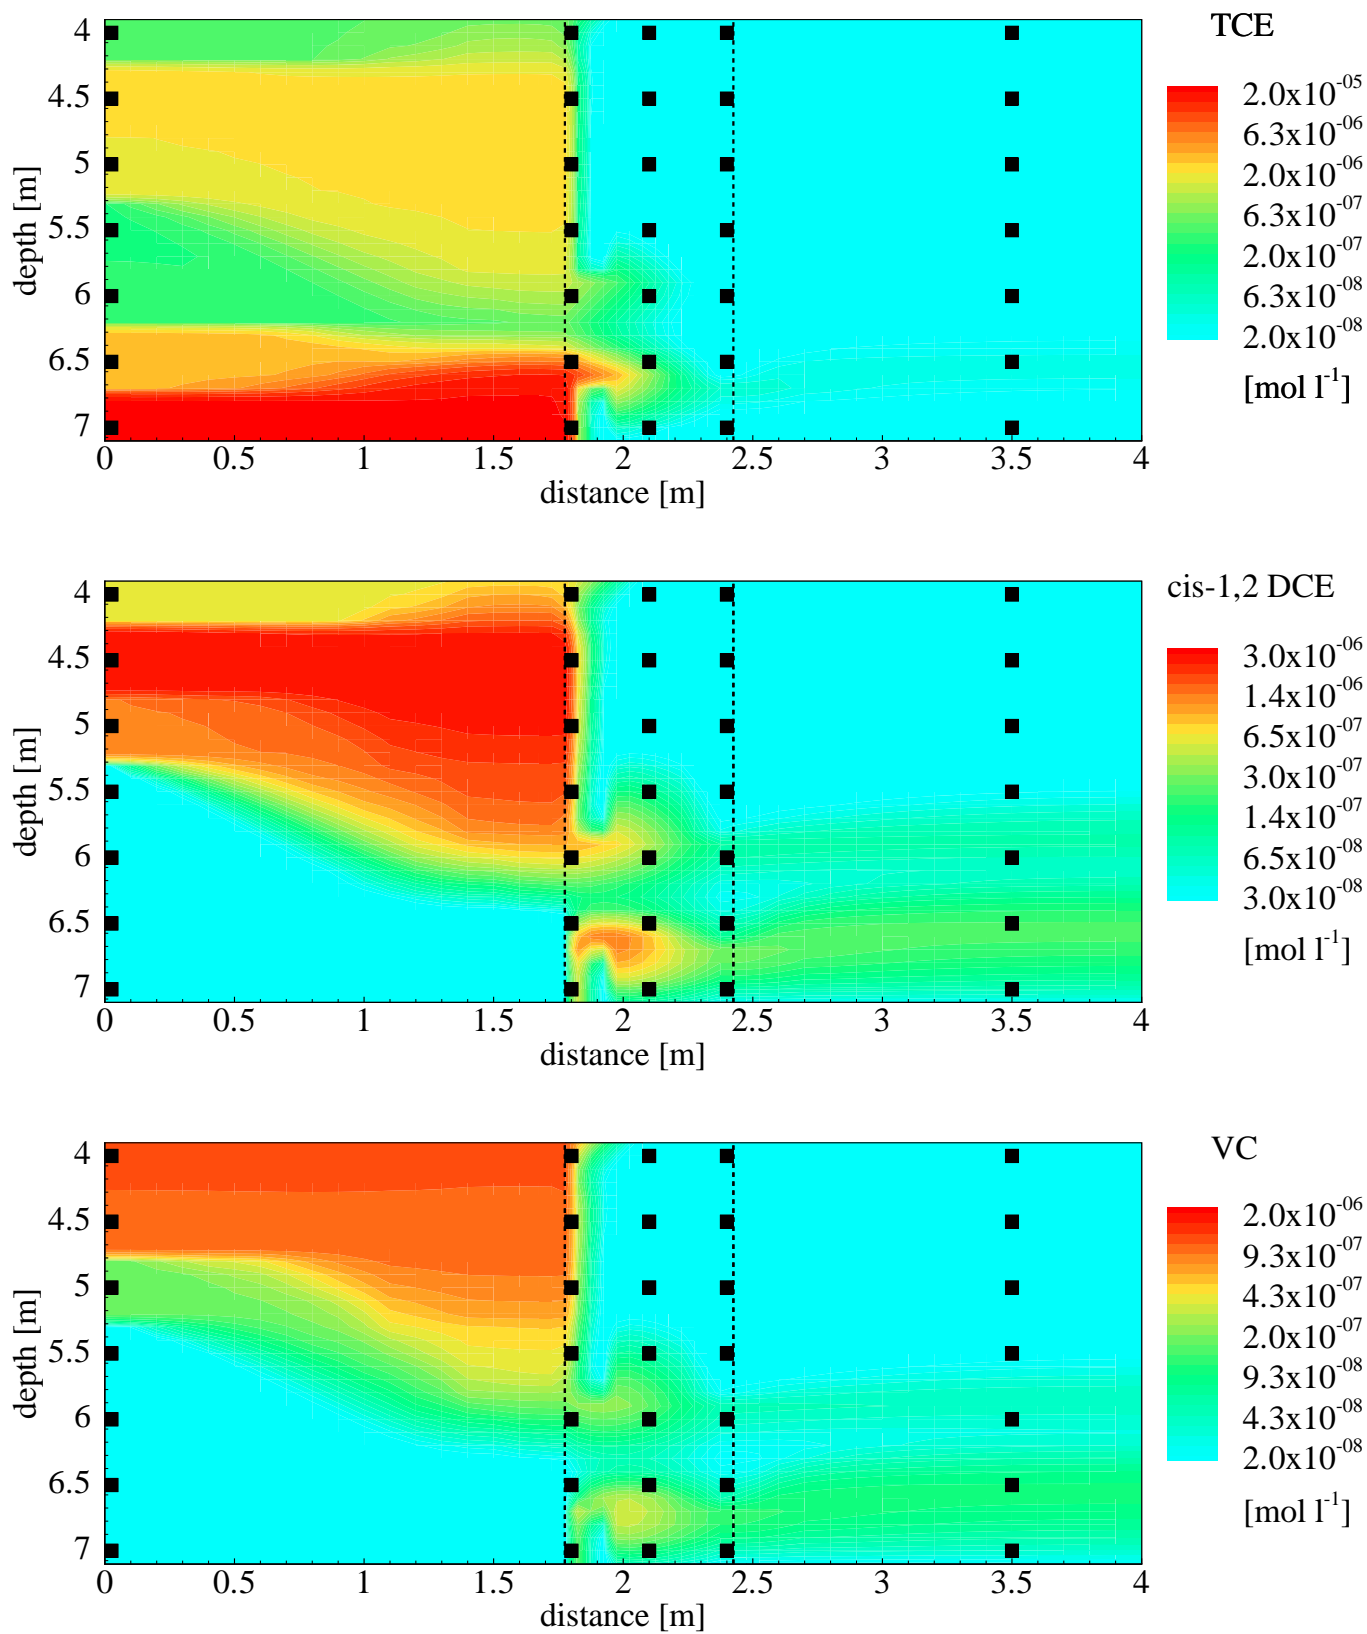 TCE
4
4.5
5
5.5
6
6.5
7
depth [m]
0 0.5 1 1.5 2 2.5 3 3.5 4
distance [m]
2.0x10⁻⁰⁵
6.3x10⁻⁰⁶
2.0x10⁻⁰⁶
6.3x10⁻⁰⁷
2.0x10⁻⁰⁷
6.3x10⁻⁰⁸
2.0x10⁻⁰⁸
[mol l⁻¹]
cis-1,2 DCE
4
4.5
5
5.5
6
6.5
7
depth [m]
0 0.5 1 1.5 2 2.5 3 3.5 4
distance [m]
3.0x10⁻⁰⁶
1.4x10⁻⁰⁶
6.5x10⁻⁰⁷
3.0x10⁻⁰⁷
1.4x10⁻⁰⁷
6.5x10⁻⁰⁸
3.0x10⁻⁰⁸
[mol l⁻¹]
VC
4
4.5
5
5.5
6
6.5
7
depth [m]
0 0.5 1 1.5 2 2.5 3 3.5 4
distance [m]
2.0x10⁻⁰⁶
9.3x10⁻⁰⁷
4.3x10⁻⁰⁷
2.0x10⁻⁰⁷
9.3x10⁻⁰⁸
4.3x10⁻⁰⁸
2.0x10⁻⁰⁸
[mol l⁻¹]